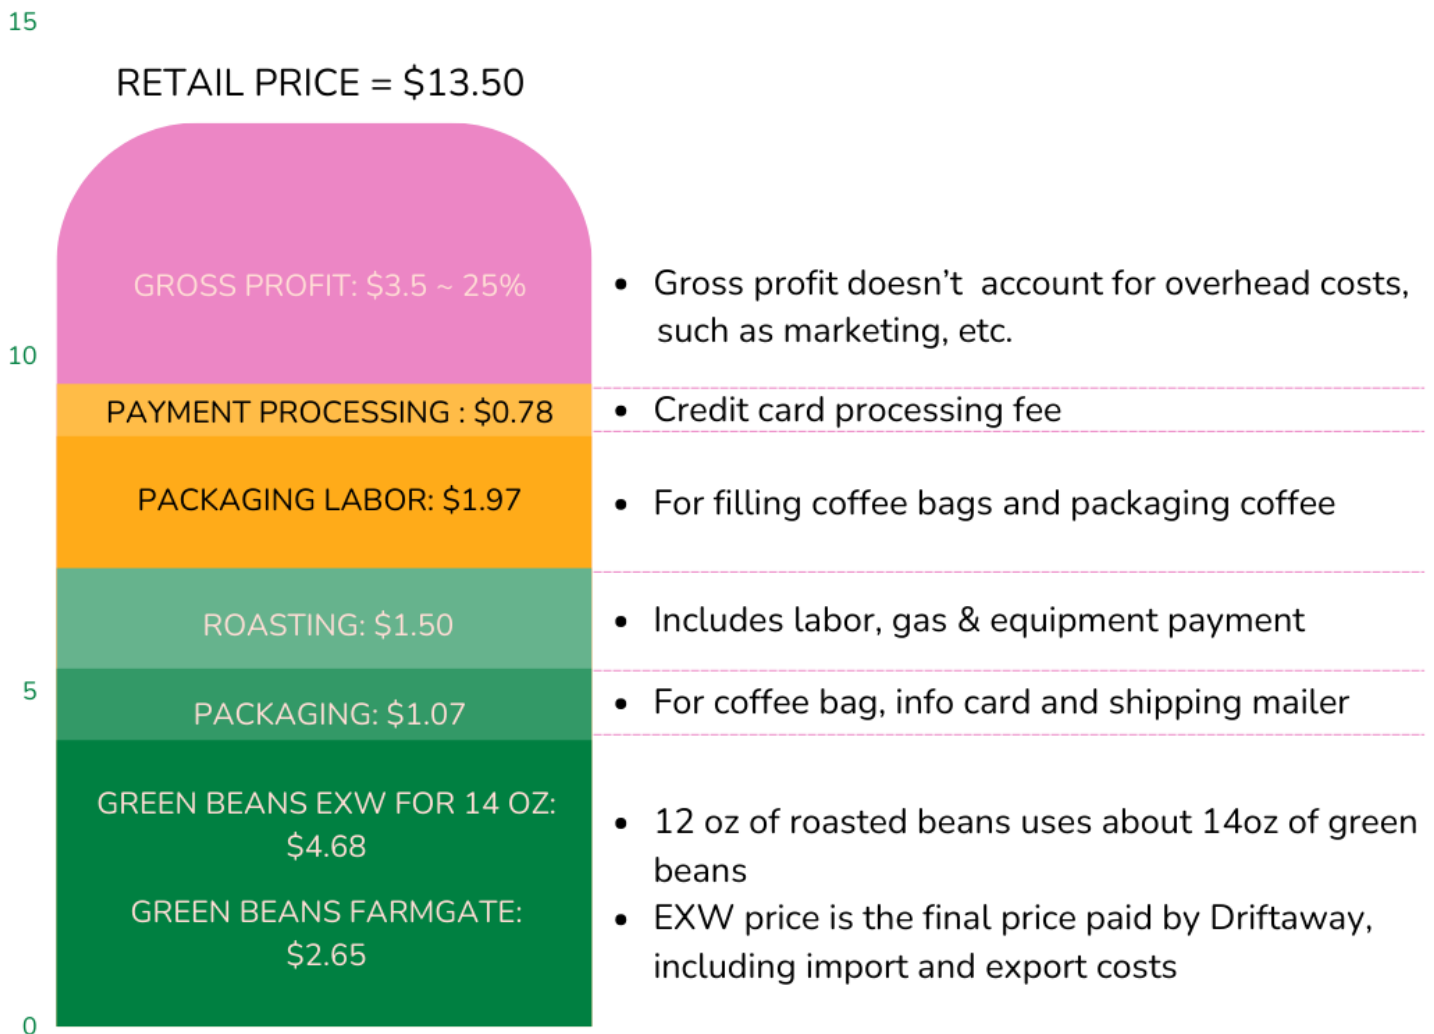 15
RETAIL PRICE = $13.50
GROSS PROFIT: $3.5 ~ 25%
• Gross profit doesn’t  account for overhead costs,
such as marketing, etc.
10
PAYMENT PROCESSING : $0.78
• Credit card processing fee
PACKAGING LABOR: $1.97
• For filling coffee bags and packaging coffee
ROASTING: $1.50
• Includes labor, gas & equipment payment
5
PACKAGING: $1.07
• For coffee bag, info card and shipping mailer
GREEN BEANS EXW FOR 14 OZ:
$4.68
• 12 oz of roasted beans uses about 14oz of green
beans
GREEN BEANS FARMGATE:
$2.65
• EXW price is the final price paid by Driftaway,
including import and export costs
0